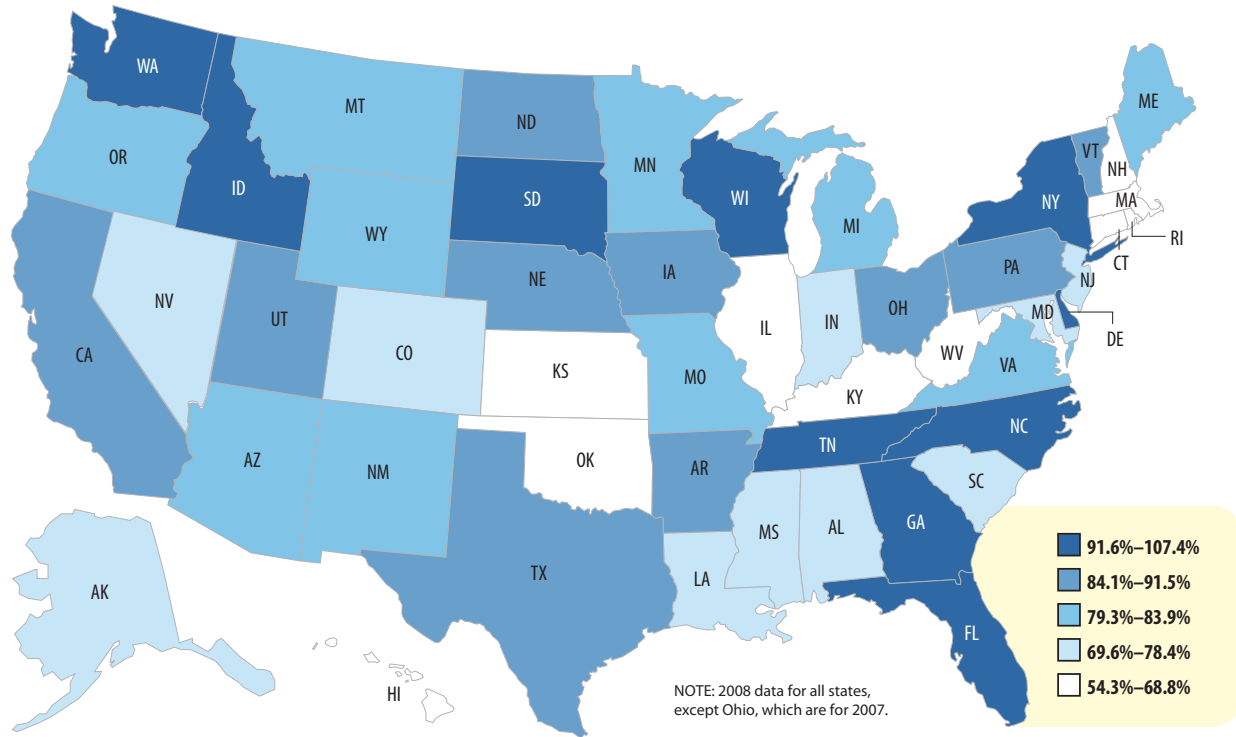 WA
MT
ND
MN
ME
VT
NH
OR
ID
SD
WI
NY
MA
RI
WY
MI
CT
NE
IA
PA
NJ
NV
UT
CO
IL
IN
OH
MD
DE
CA
KS
MO
WV
VA
KY
AZ
NM
OK
AR
TN
NC
SC
MS
AL
GA
TX
LA
AK
FL
HI
91.6%–107.4%
84.1%–91.5%
79.3%–83.9%
69.6%–78.4%
54.3%–68.8%
NOTE: 2008 data for all states,
except Ohio, which are for 2007.